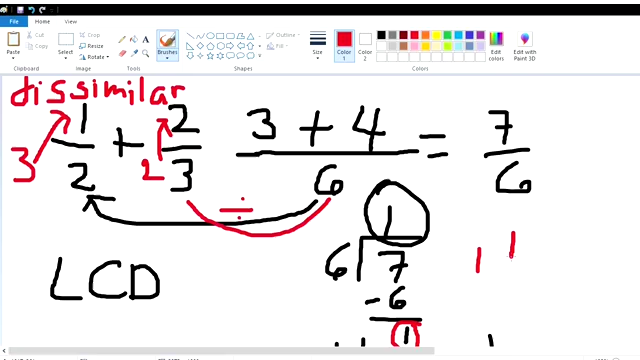 File Home View
Paste Cut Copy Select Crop Resize Rotate Brushes Outline Fill Size Color 1 Color 2 Edit colors Edit with Paint 3D
Clipboard Image Tools Shapes Colors
dissimilar
3 1/2 + 2 2/3 (3 + 4)/6 = 7/6
÷
1
6 7 1 1
LCD
-6
1